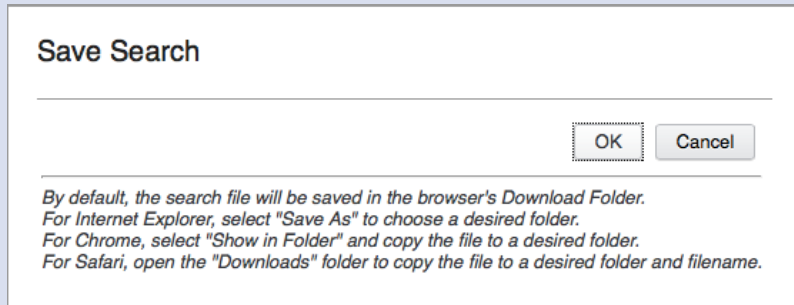 Save Search
OK Cancel
By default, the search file will be saved in the browser's Download Folder.
For Internet Explorer, select "Save As" to choose a desired folder.
For Chrome, select "Show in Folder" and copy the file to a desired folder.
For Safari, open the "Downloads" folder to copy the file to a desired folder and filename.